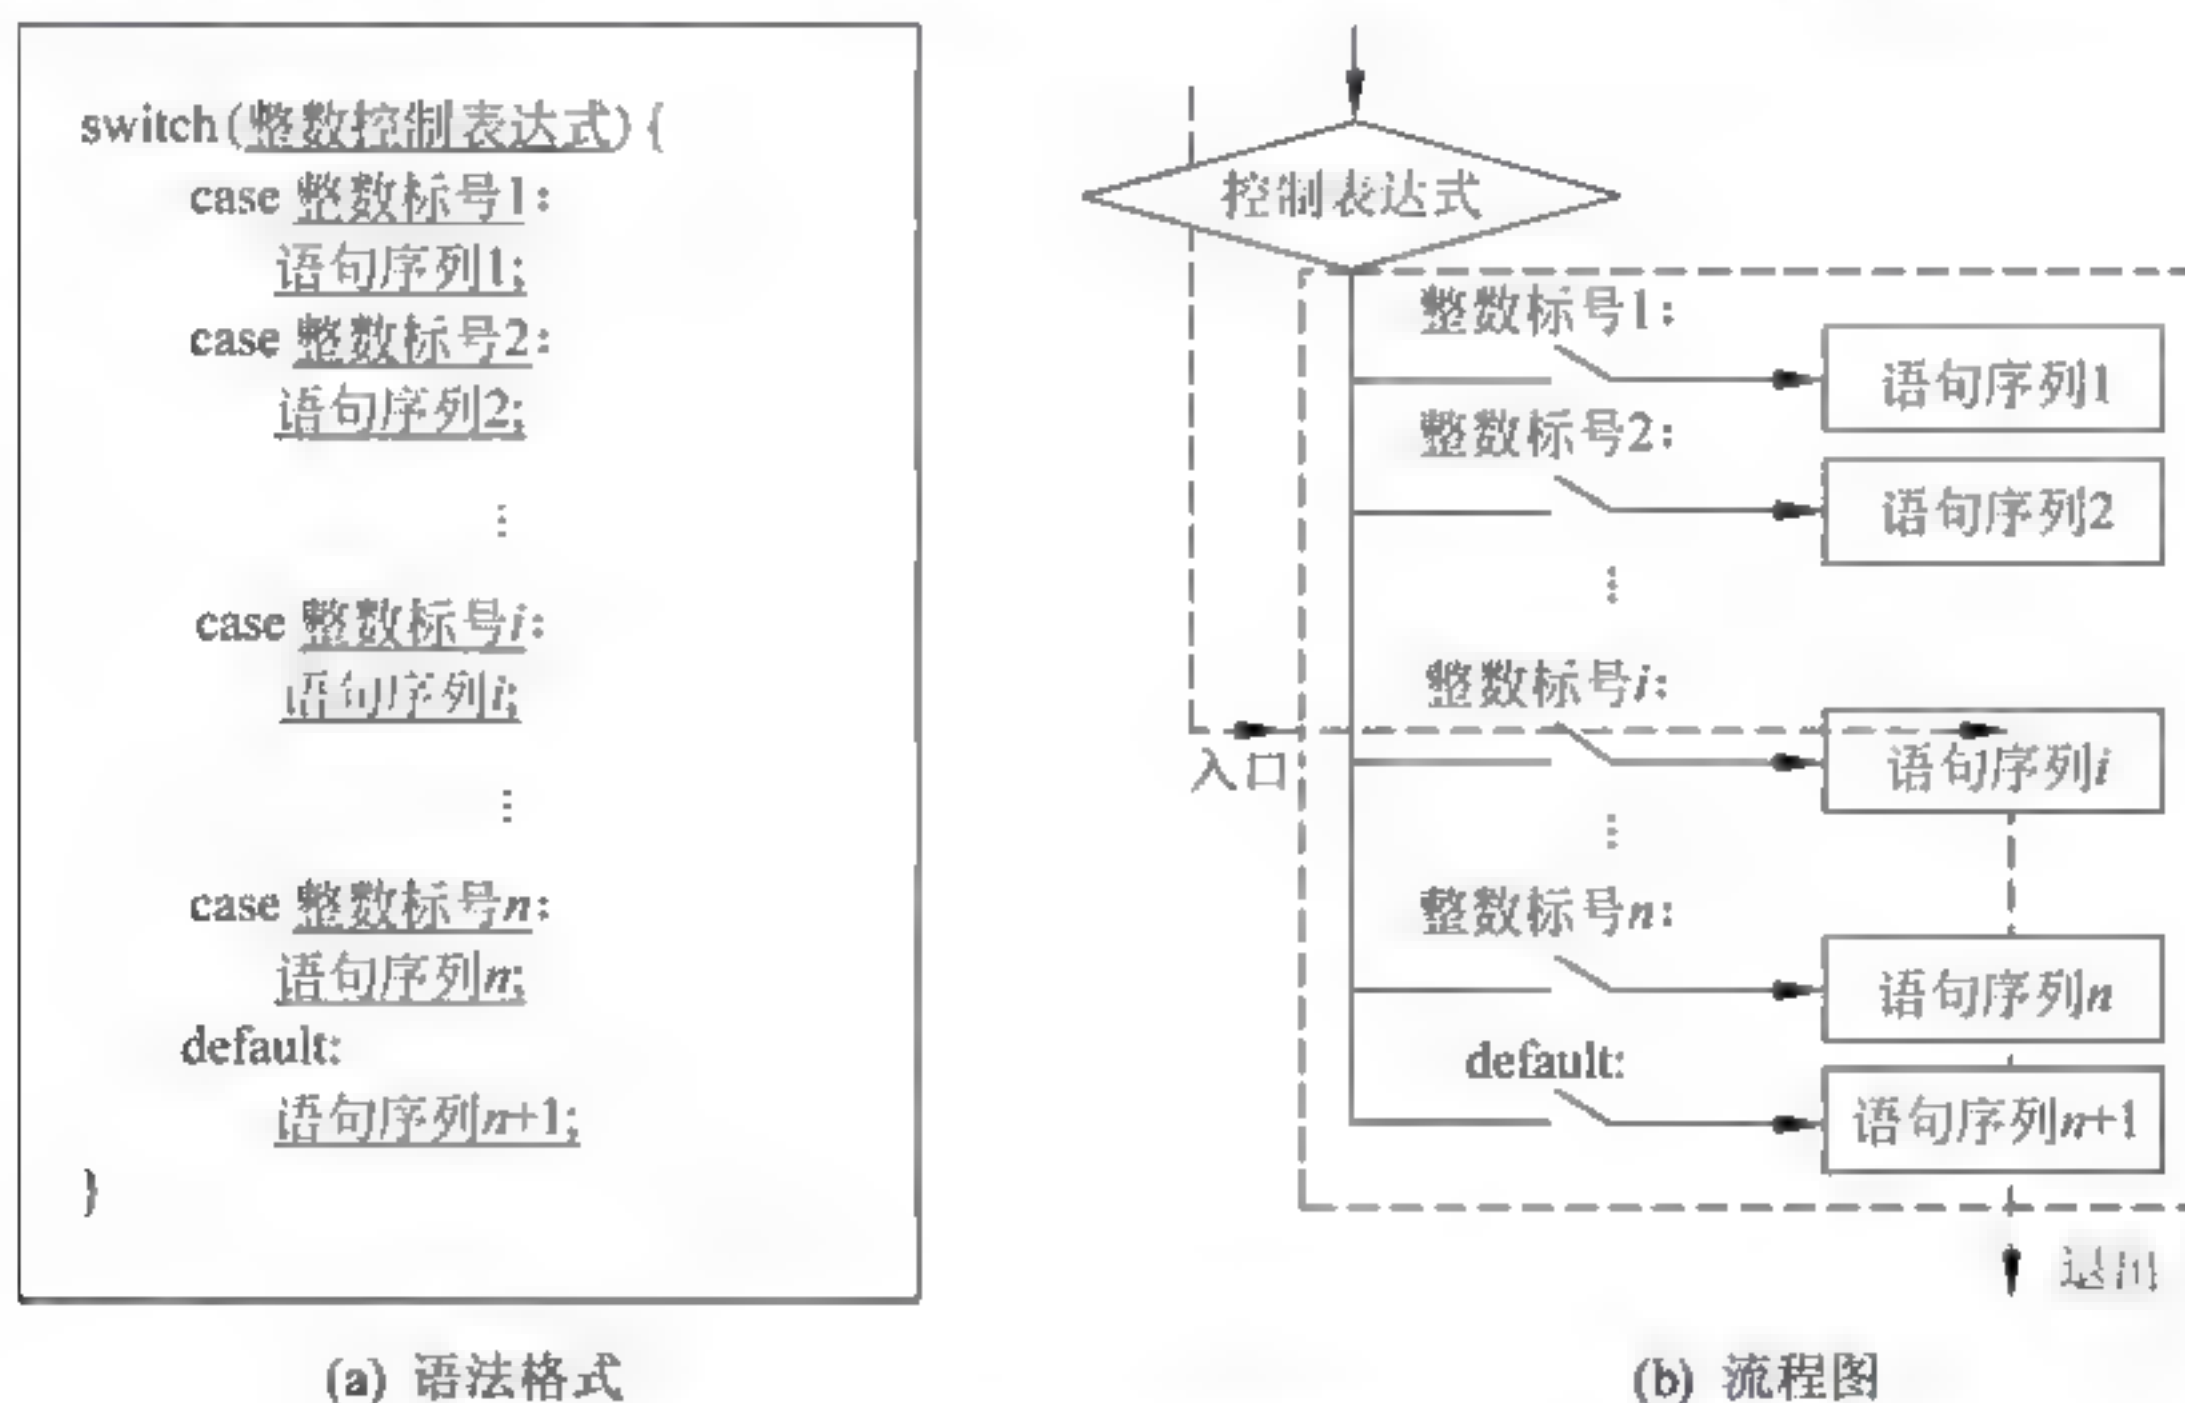 switch(整数控制表达式){
case 整数标号1:
语句序列1;
case 整数标号2:
语句序列2;
⋮
case 整数标号i:
语句序列i;
⋮
case 整数标号n:
语句序列n;
default:
语句序列n+1;
}
(a) 语法格式
控制表达式
整数标号1:
语句序列1
整数标号2:
语句序列2
⋮
整数标号i:
入口
语句序列i
⋮
整数标号n:
语句序列n
default:
语句序列n+1
(b) 流程图